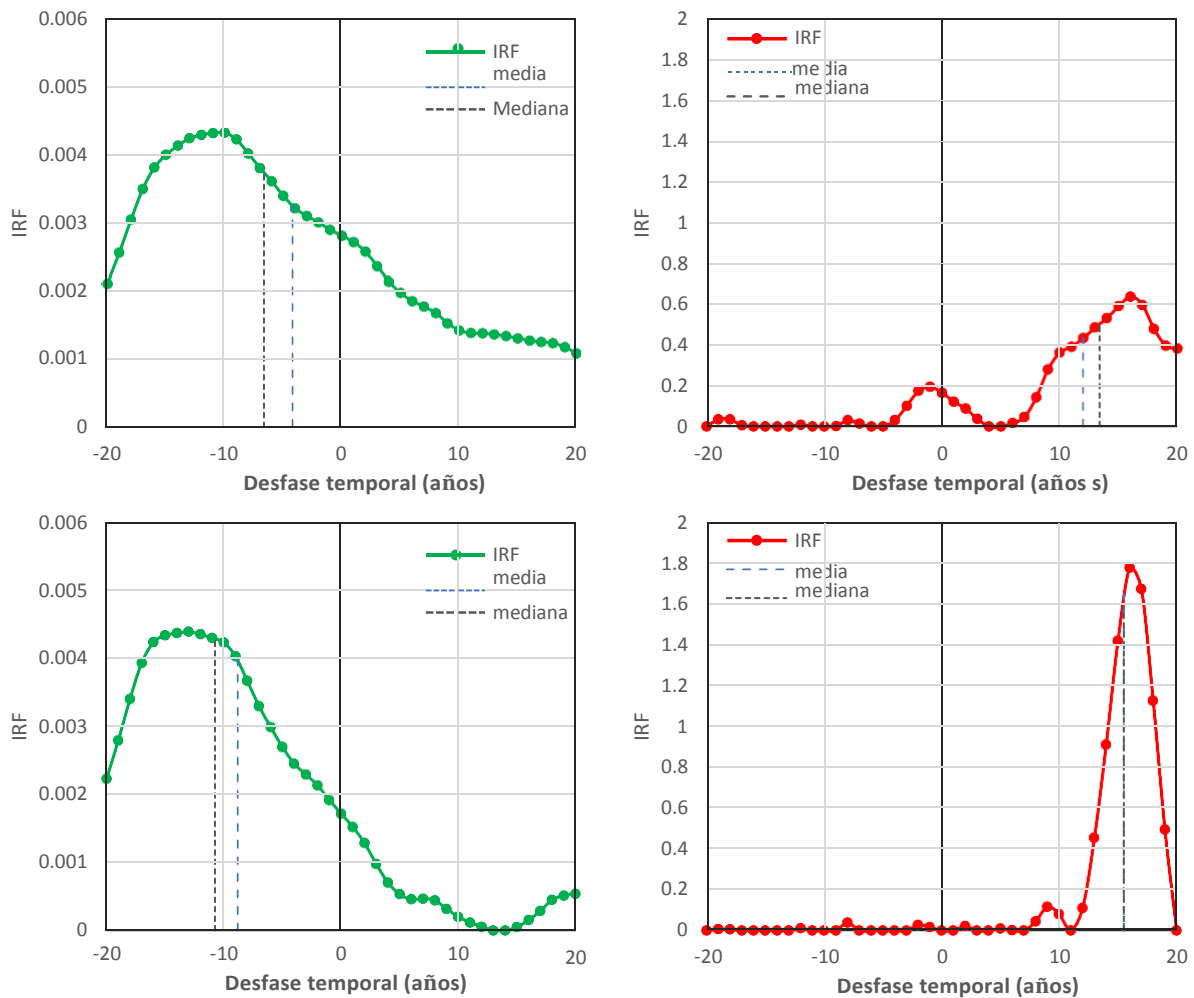 0.006
0.005
0.004
0.003
0.002
0.001
0
IRF
-20 -10 0 10 20
Desfase temporal (años)
IRF
media
Mediana
2
1.8
1.6
1.4
1.2
1
0.8
0.6
0.4
0.2
0
IRF
-20 -10 0 10 20
Desfase temporal (años s)
IRF
media
mediana
0.006
0.005
0.004
0.003
0.002
0.001
0
IRF
-20 -10 0 10 20
Desfase temporal (años)
IRF
media
mediana
2
1.8
1.6
1.4
1.2
1
0.8
0.6
0.4
0.2
0
IRF
-20 -10 0 10 20
Desfase temporal (años)
IRF
media
mediana